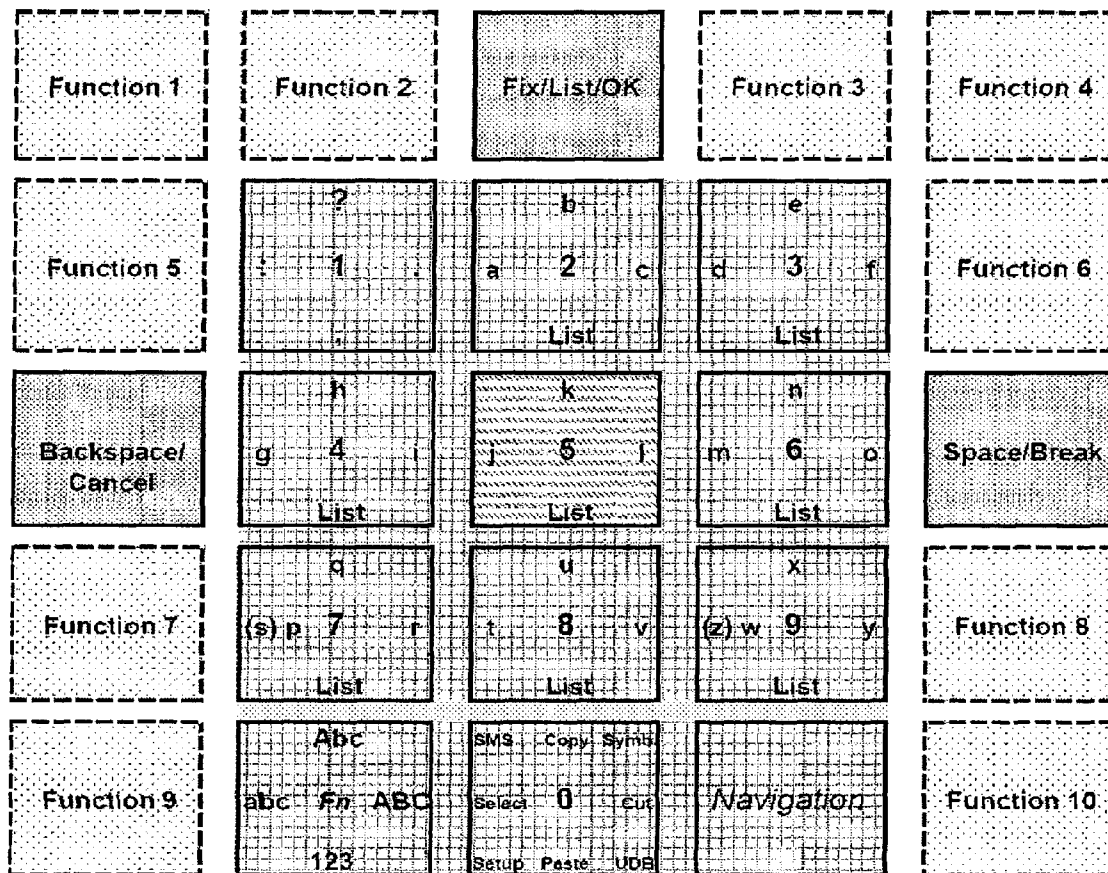 Function 1 Function 2 Fix/List/OK Function 3 Function 4
? b e
Function 5 1 . a 2 c d 3 f Function 6
, List List
h k n
Backspace/ Cancel g 4 i j 5 l m 6 o Space/Break
List List List
q u x
Function 7 (s) p 7 r t 8 v (z) w 9 y Function 8
List List List
Abc SMS Copy Symb.
Function 9 abc Fn ABC Select 0 Cut Navigation Function 10
123 Setup Paste UDB